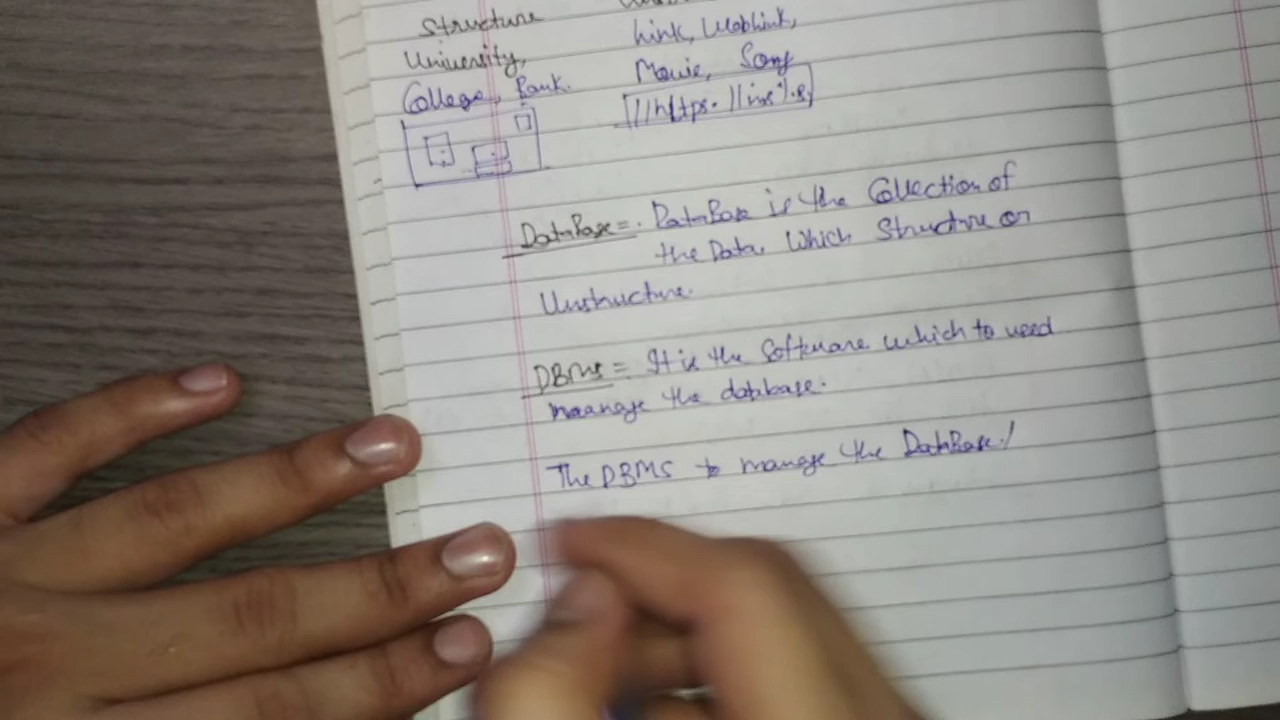 Structure
University,
College, Bank.
Link, Weblink,
Movie, Song
DataBase = . DataBase is the Collection of
the Data Which Structure or
Unstructure.
DBMS = It is the Software which to used
maanage the database.
The DBMS to manage the DataBase /